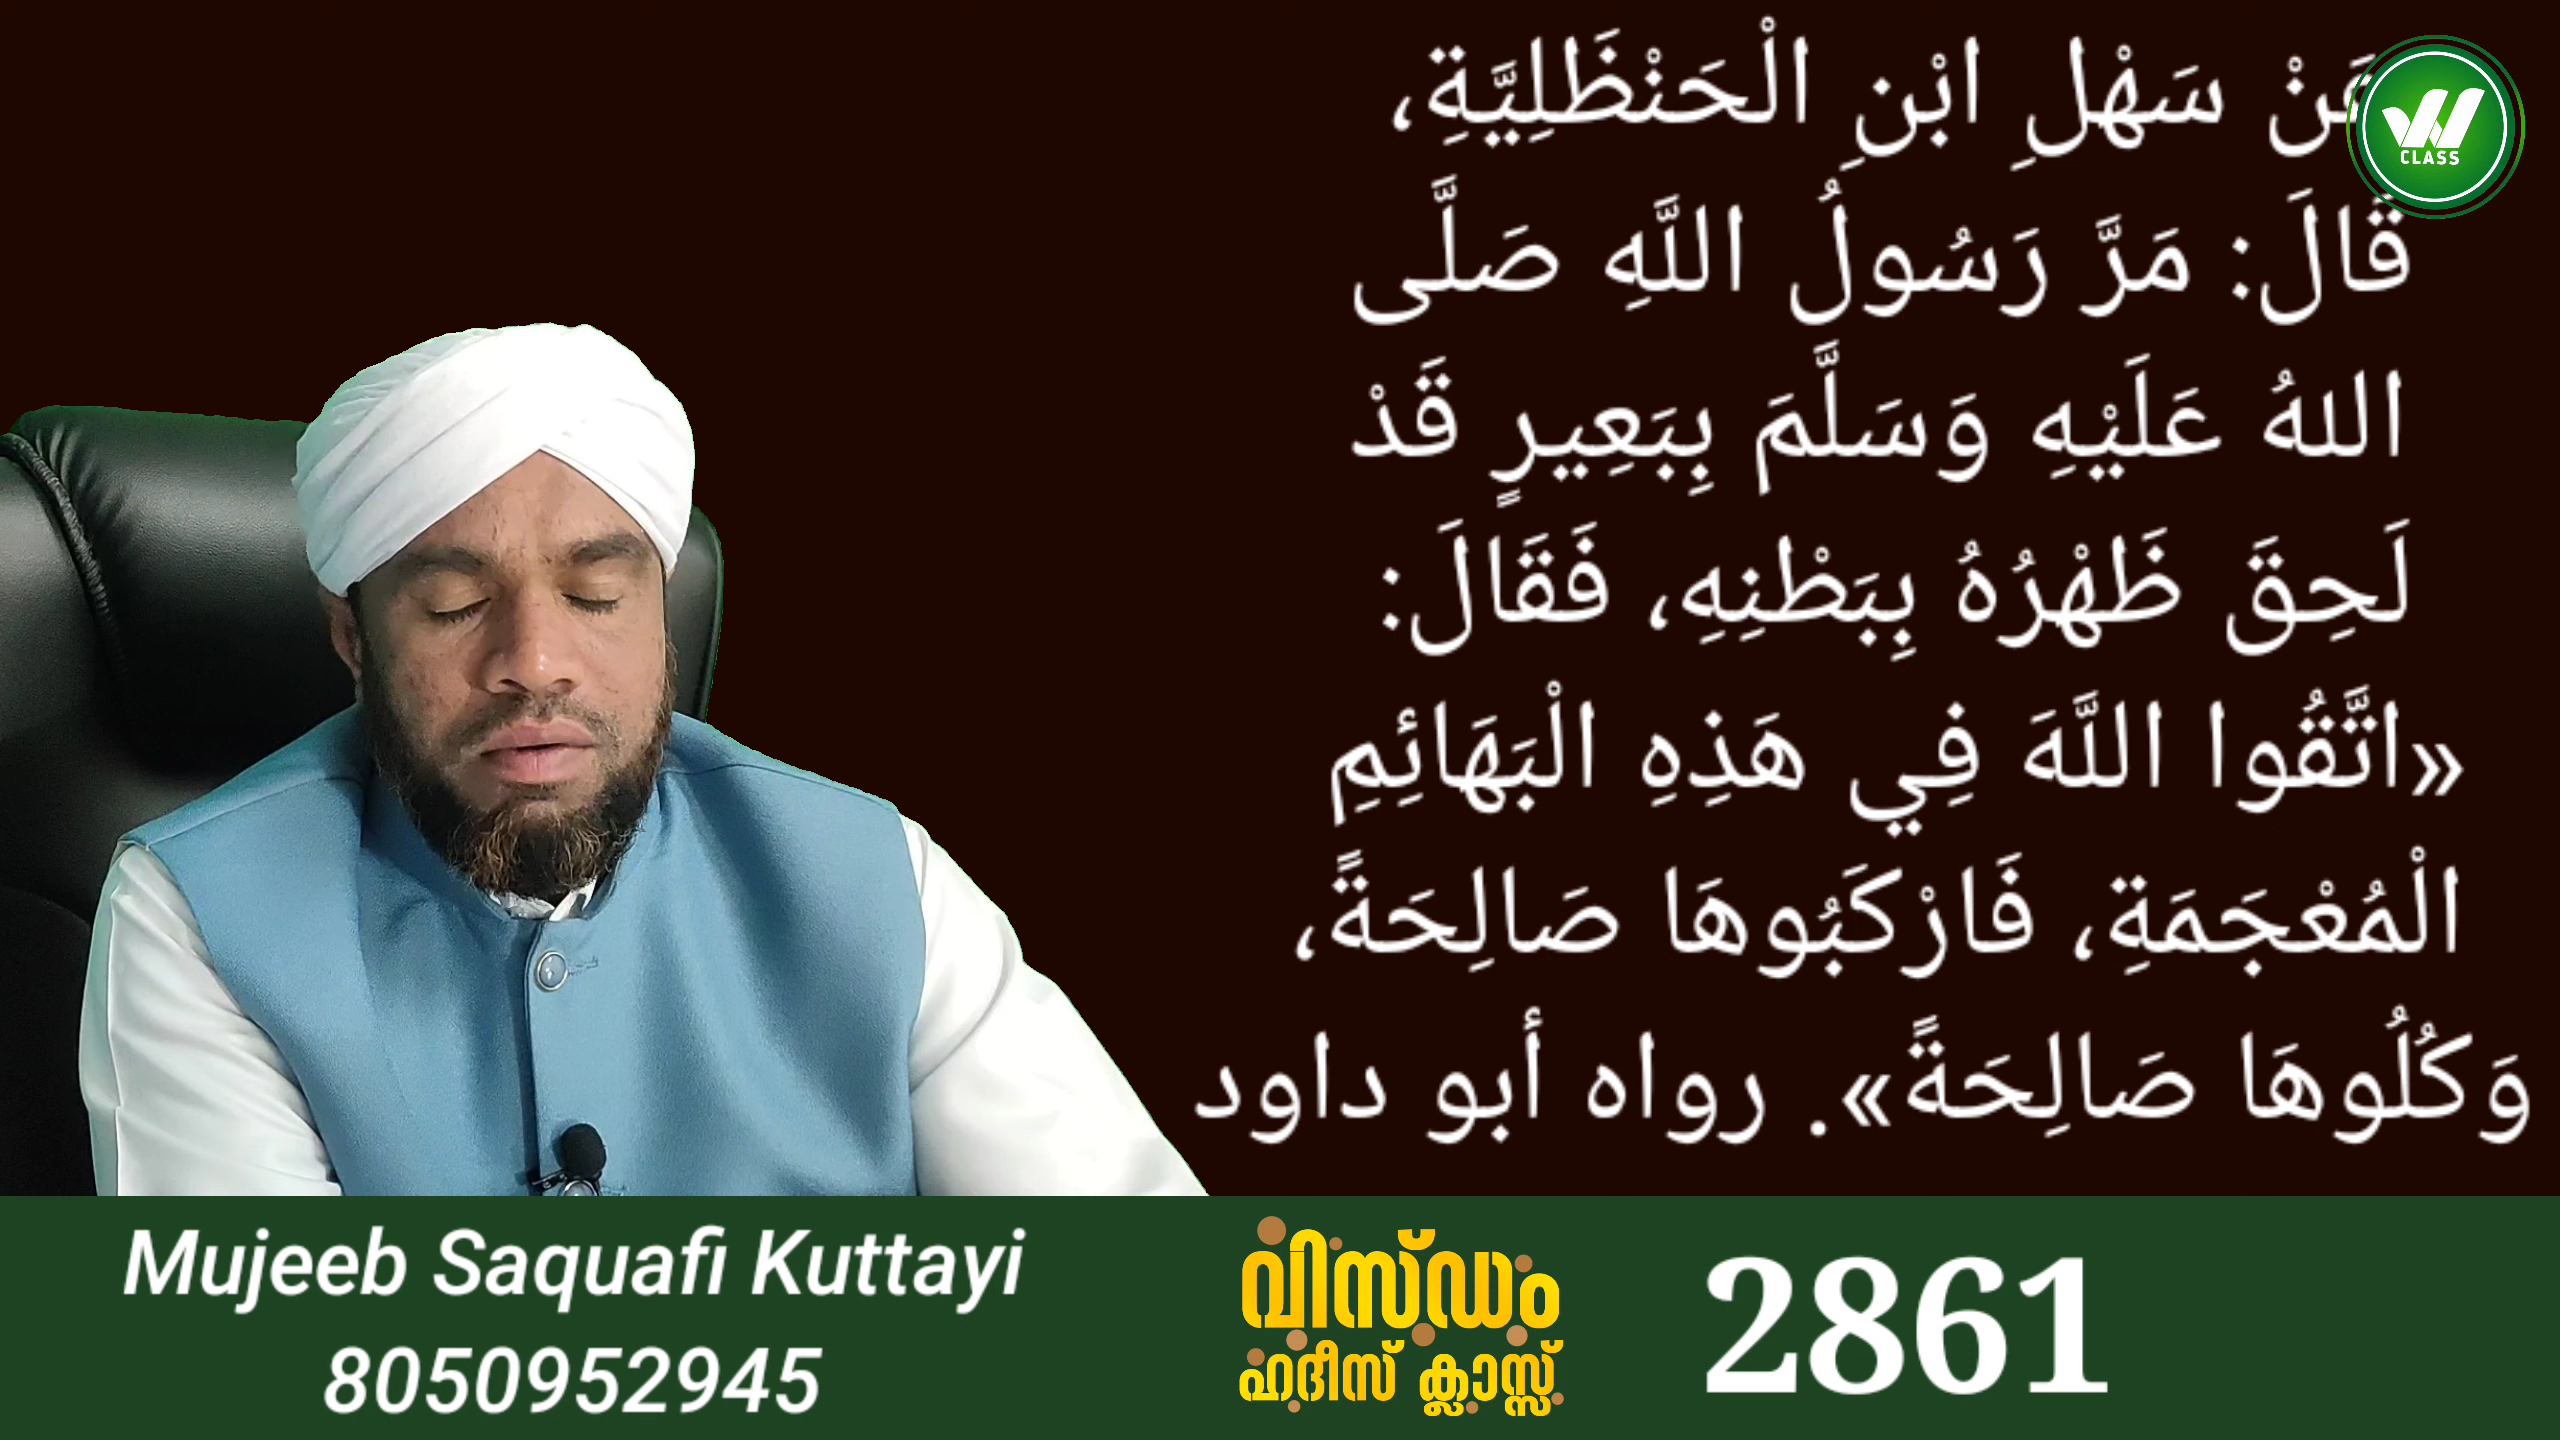 عَنْ سَهْلِ ابْنِ الْحَنْظَلِيَّةِ،
قَالَ: مَرَّ رَسُولُ اللَّهِ صَلَّى
اللهُ عَلَيْهِ وَسَلَّمَ بِبَعِيرٍ قَدْ
لَحِقَ ظَهْرُهُ بِبَطْنِهِ، فَقَالَ:
«اتَّقُوا اللَّهَ فِي هَذِهِ الْبَهَائِمِ
الْمُعْجَمَةِ، فَارْكَبُوهَا صَالِحَةً،
وَكُلُوهَا صَالِحَةً». رواه أبو داود
W
CLASS
Mujeeb Saquafi Kuttayi
8050952945
വിസ്ഡം
ഹദീസ് ക്ലാസ്സ്
2861